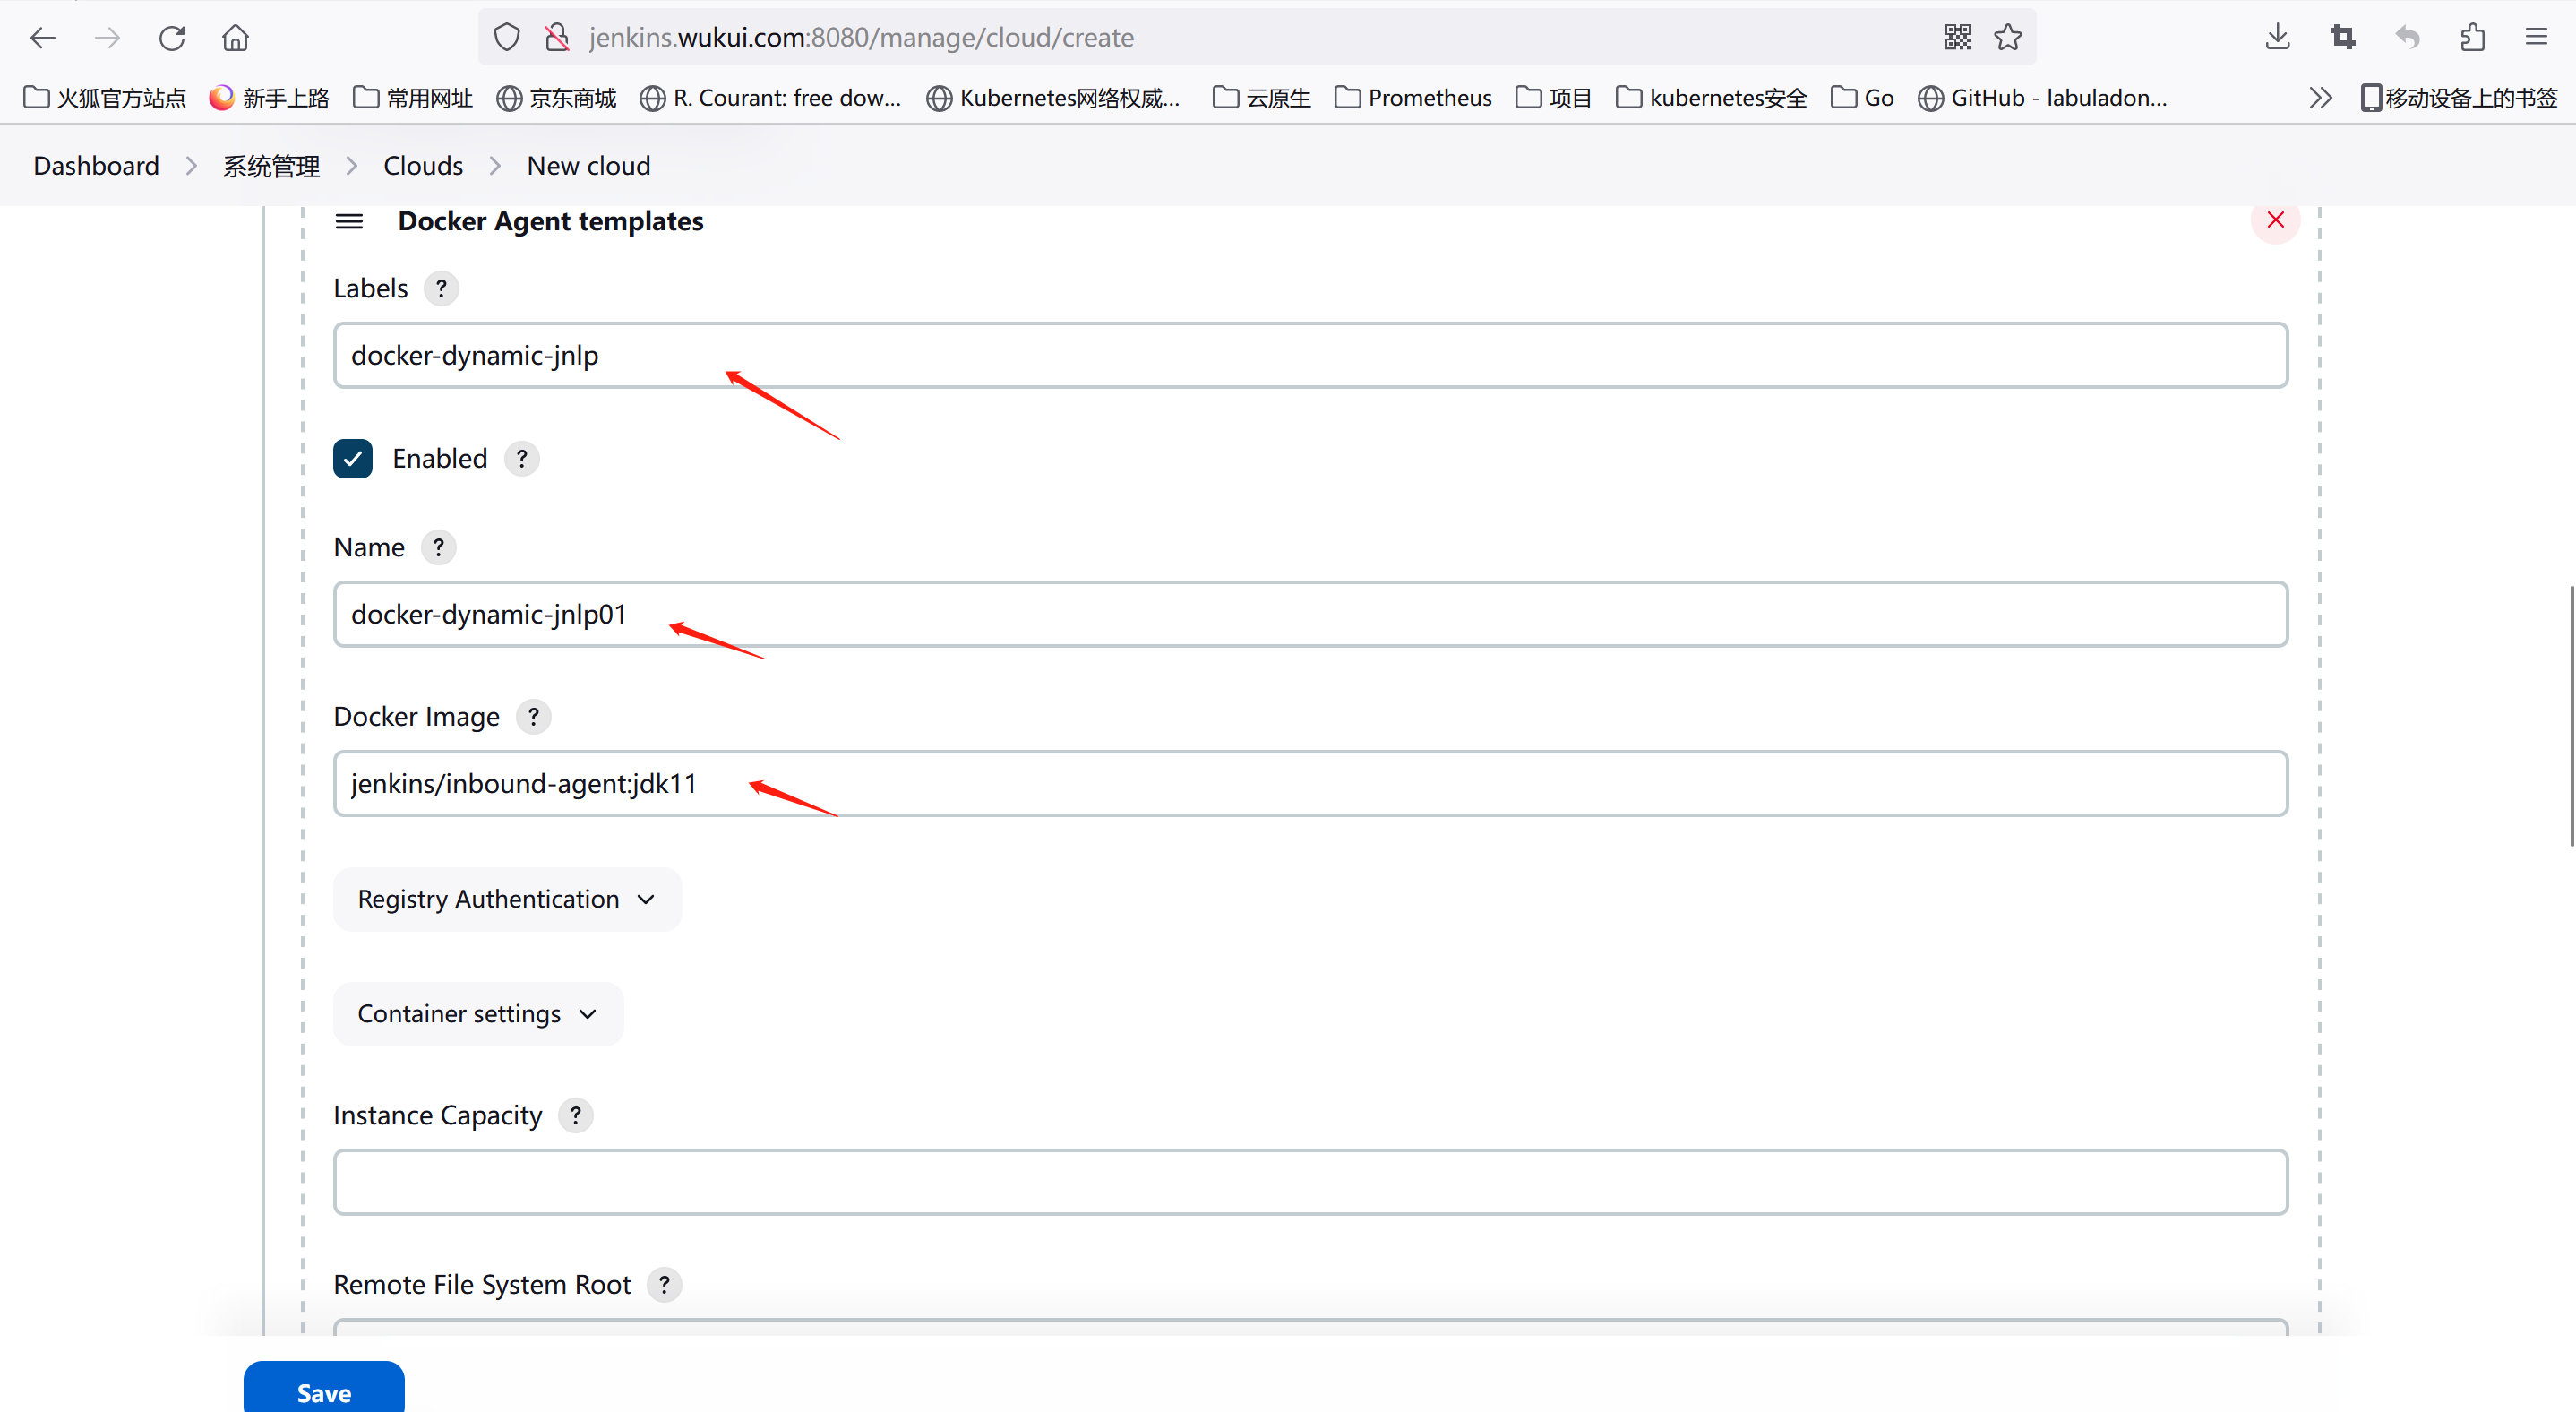 jenkins.wukui.com:8080/manage/cloud/create
火狐官方站点 新手上路 常用网址 京东商城 R. Courant: free dow... Kubernetes网络权威... 云原生 Prometheus 项目 kubernetes安全 Go GitHub - labuladon... 移动设备上的书签
Dashboard 系统管理 Clouds New cloud
Docker Agent templates
Labels ?
docker-dynamic-jnlp
Enabled ?
Name ?
docker-dynamic-jnlp01
Docker Image ?
jenkins/inbound-agent:jdk11
Registry Authentication
Container settings
Instance Capacity ?
Remote File System Root ?
Save